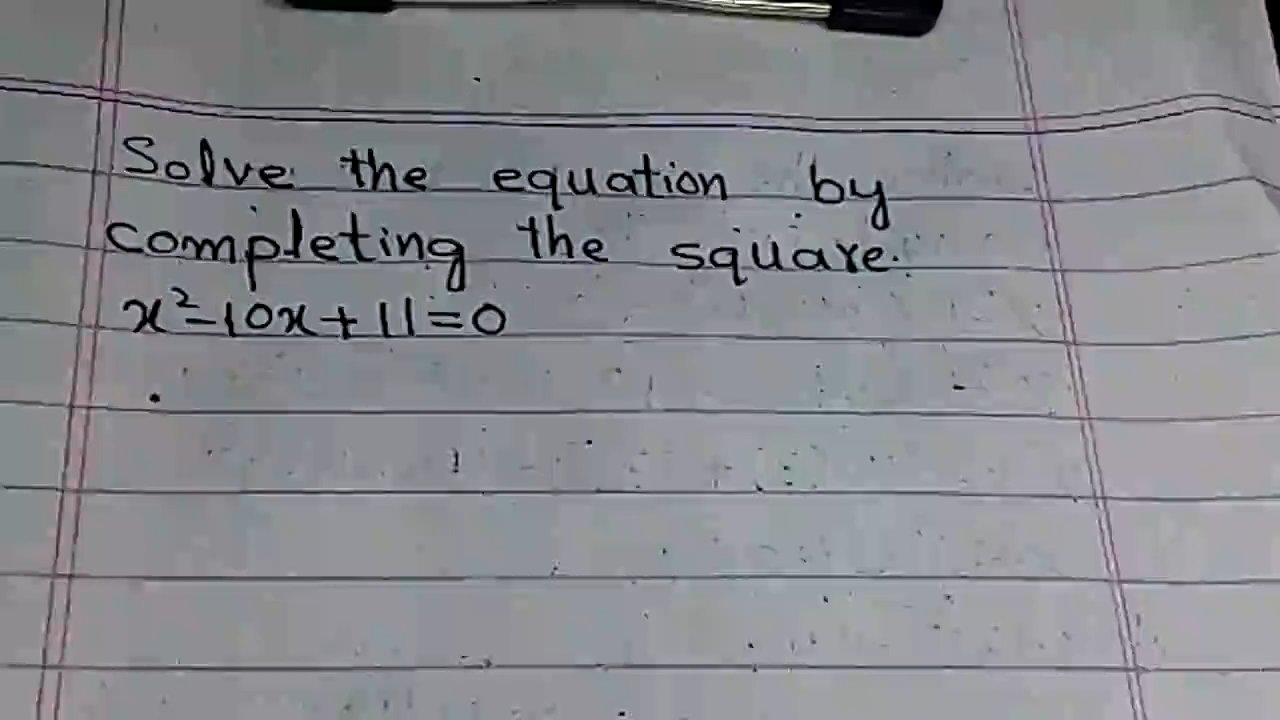 Solve the equation by
completing the square.
x²-10x+11=0